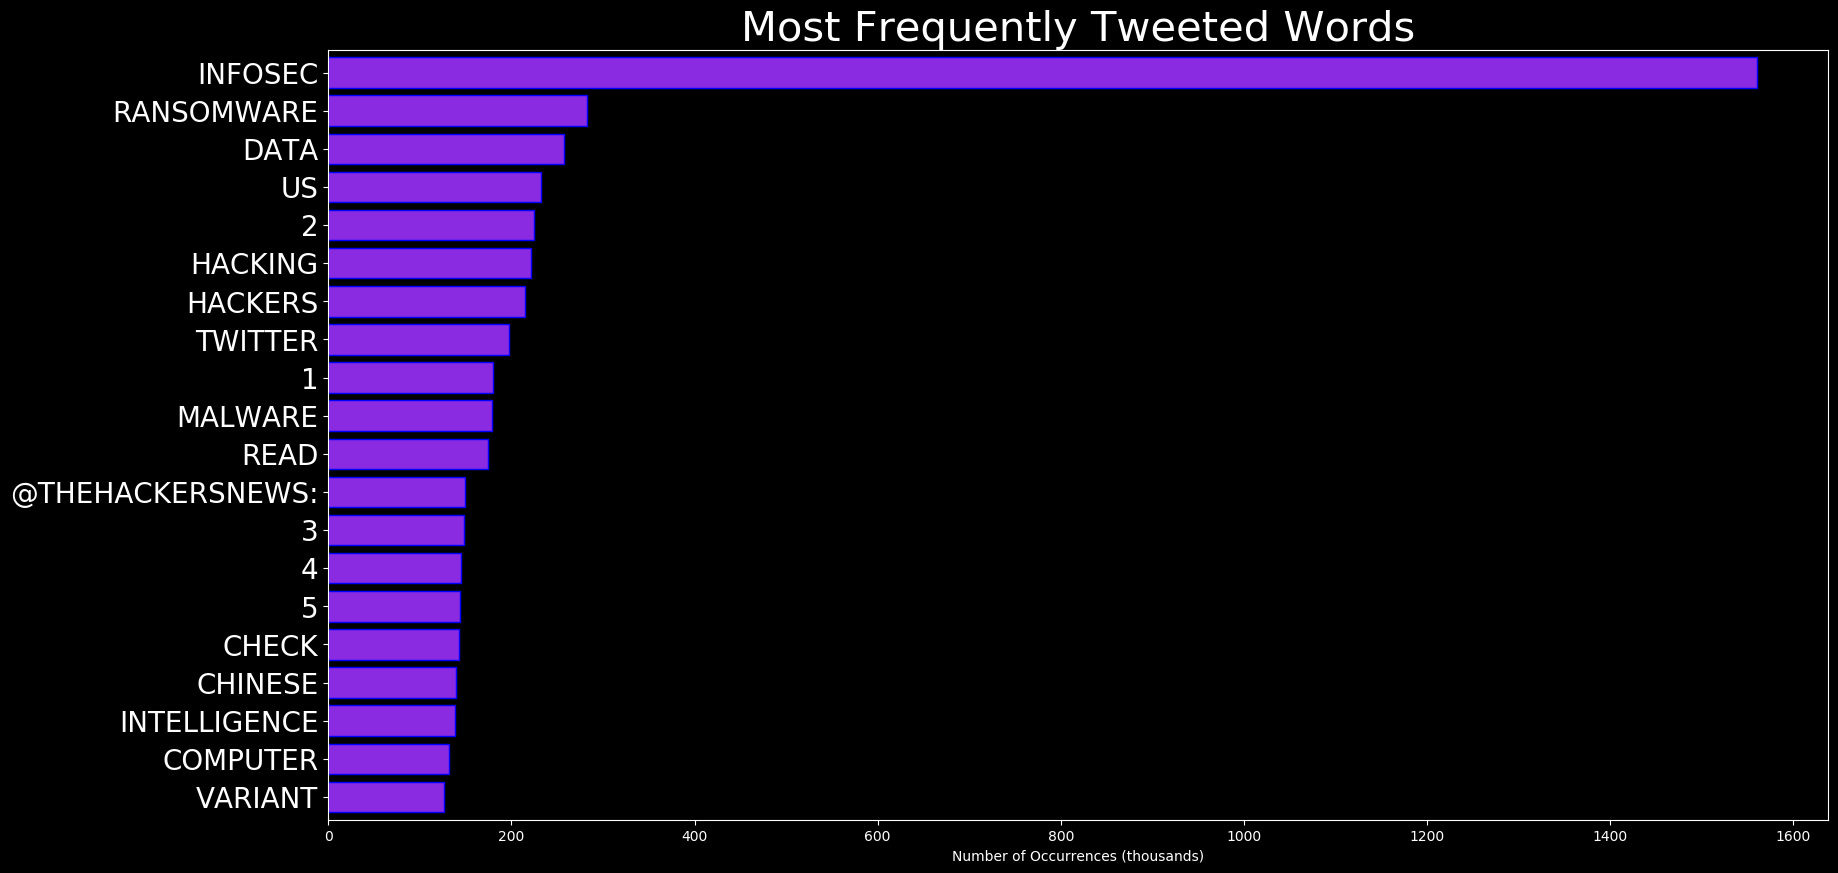 Most Frequently Tweeted Words
INFOSEC
RANSOMWARE
DATA
US
2
HACKING
HACKERS
TWITTER
1
MALWARE
READ
@THEHACKERSNEWS:
3
4
5
CHECK
CHINESE
INTELLIGENCE
COMPUTER
VARIANT
0 200 400 600 800 1000 1200 1400 1600
Number of Occurrences (thousands)